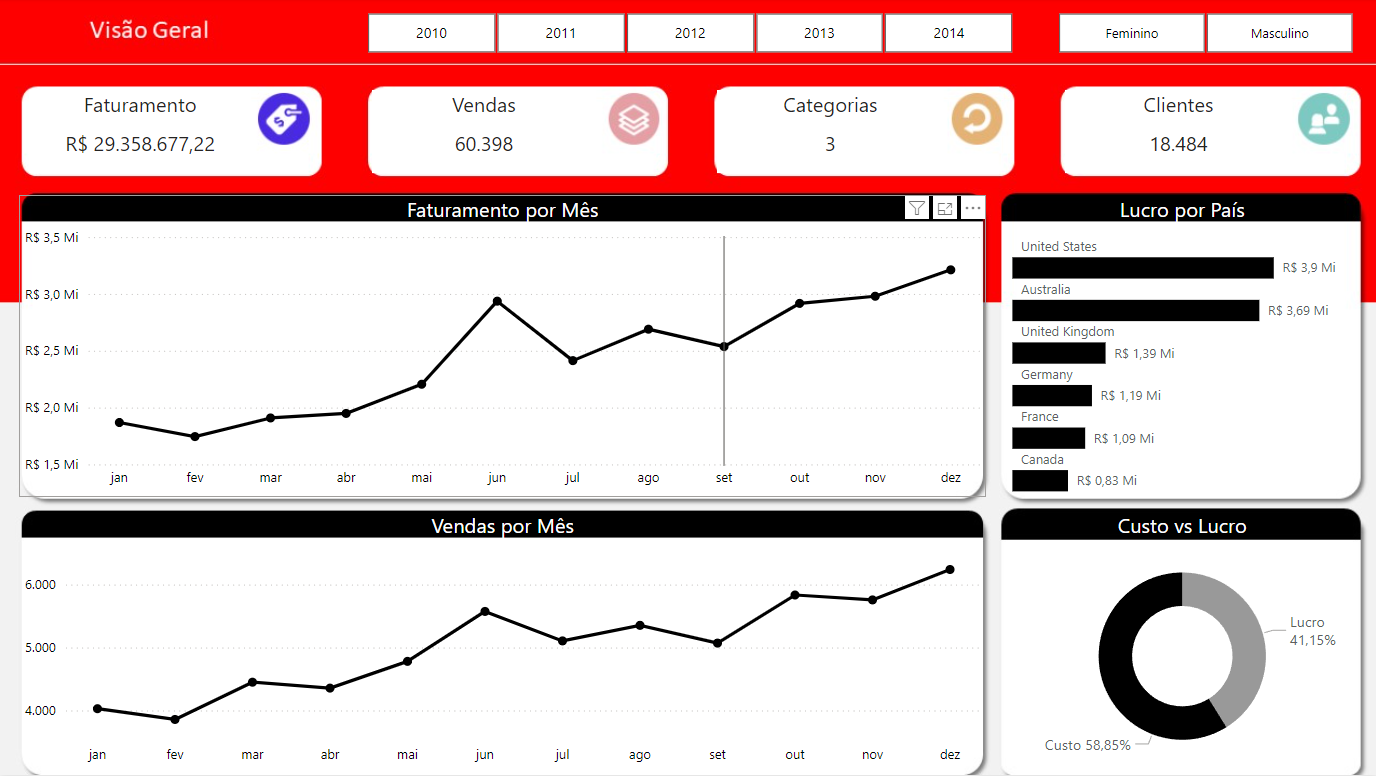 Visão Geral
2010 2011 2012 2013 2014 Feminino Masculino
Faturamento
R$ 29.358.677,22
Vendas
60.398
Categorias
3
Clientes
18.484
Faturamento por Mês
R$ 3,5 Mi
R$ 3,0 Mi
R$ 2,5 Mi
R$ 2,0 Mi
R$ 1,5 Mi
jan fev mar abr mai jun jul ago set out nov dez
Lucro por País
United States
R$ 3,9 Mi
Australia
R$ 3,69 Mi
United Kingdom
R$ 1,39 Mi
Germany
R$ 1,19 Mi
France
R$ 1,09 Mi
Canada
R$ 0,83 Mi
Vendas por Mês
6.000
5.000
4.000
jan fev mar abr mai jun jul ago set out nov dez
Custo vs Lucro
Lucro
41,15%
Custo 58,85%